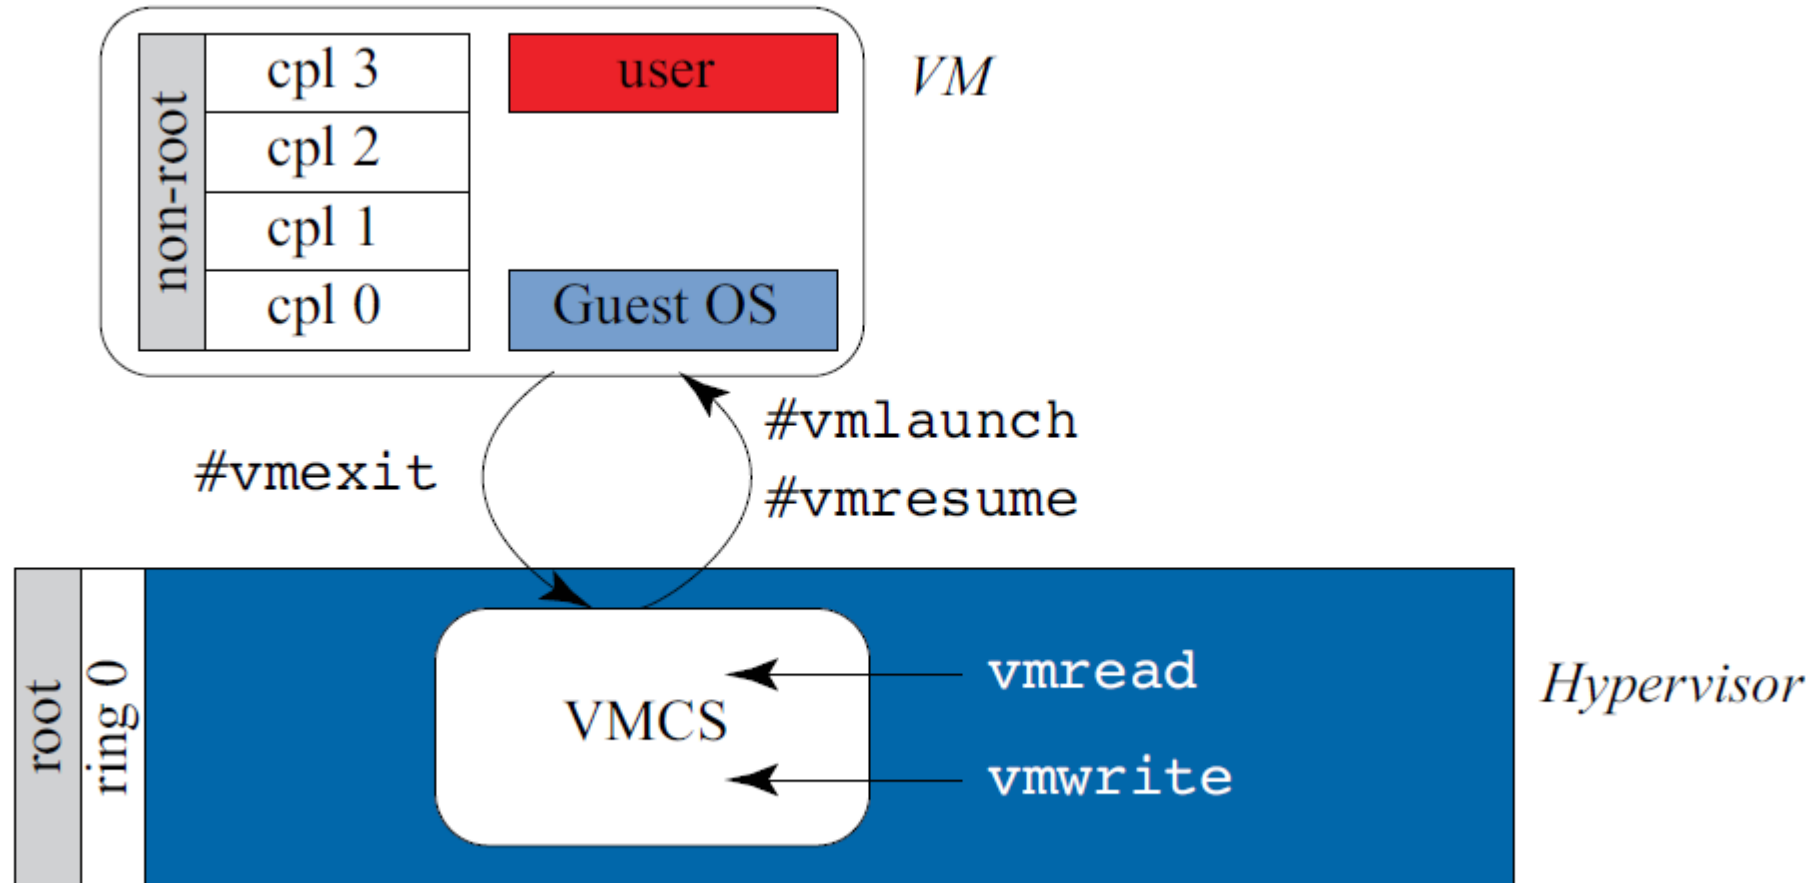 non-root
cpl 3
user
VM
cpl 2
cpl 1
cpl 0
Guest OS
#vmexit
#vmlaunch
#vmresume
root
ring 0
VMCS
vmread
vmwrite
Hypervisor